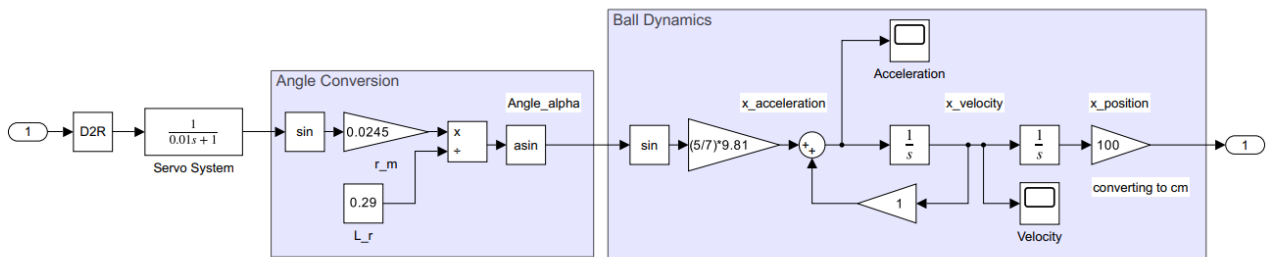 Ball Dynamics
Angle Conversion
Acceleration
Angle_alpha
x_acceleration
x_velocity
x_position
1
D2R
1
0.01s + 1
Servo System
sin
0.0245
r_m
x
÷
asin
sin
(5/7)*9.81
+
+
1
s
1
s
100
1
0.29
L_r
1
converting to cm
Velocity